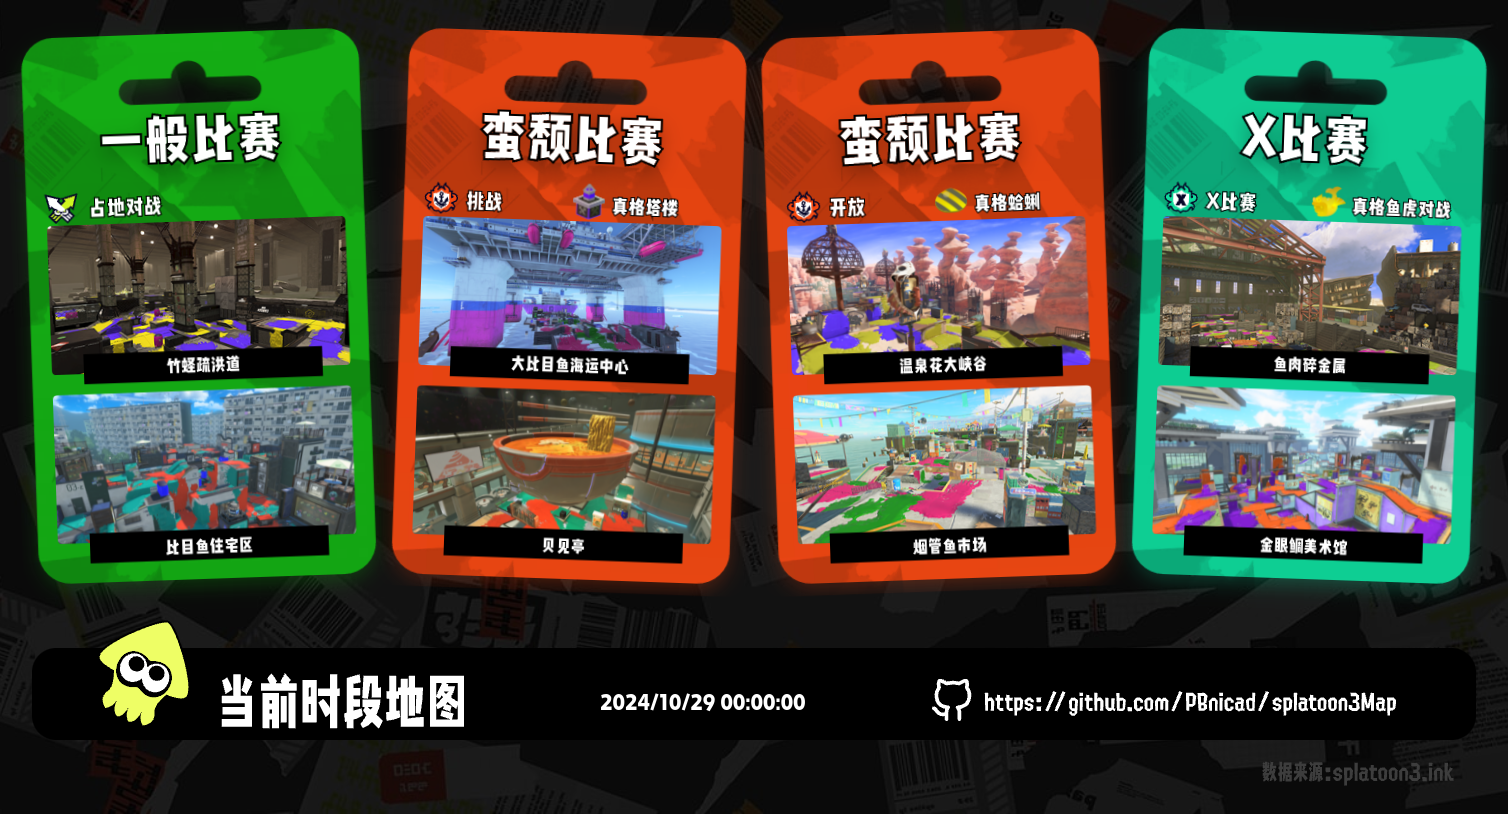 一般比赛
占地对战
竹蛏疏洪道
比目鱼住宅区
蛮颓比赛
挑战
真格塔楼
大比目鱼海运中心
贝见亭
蛮颓比赛
开放
真格蛤蜊
温泉花大峡谷
烟管鱼市场
X比赛
X比赛
真格鱼虎对战
鱼肉碎金属
金眼鲷美术馆
当前时段地图
2024/10/29 00:00:00
https://github.com/PBnicad/splatoon3Map
数据来源:splatoon3.ink